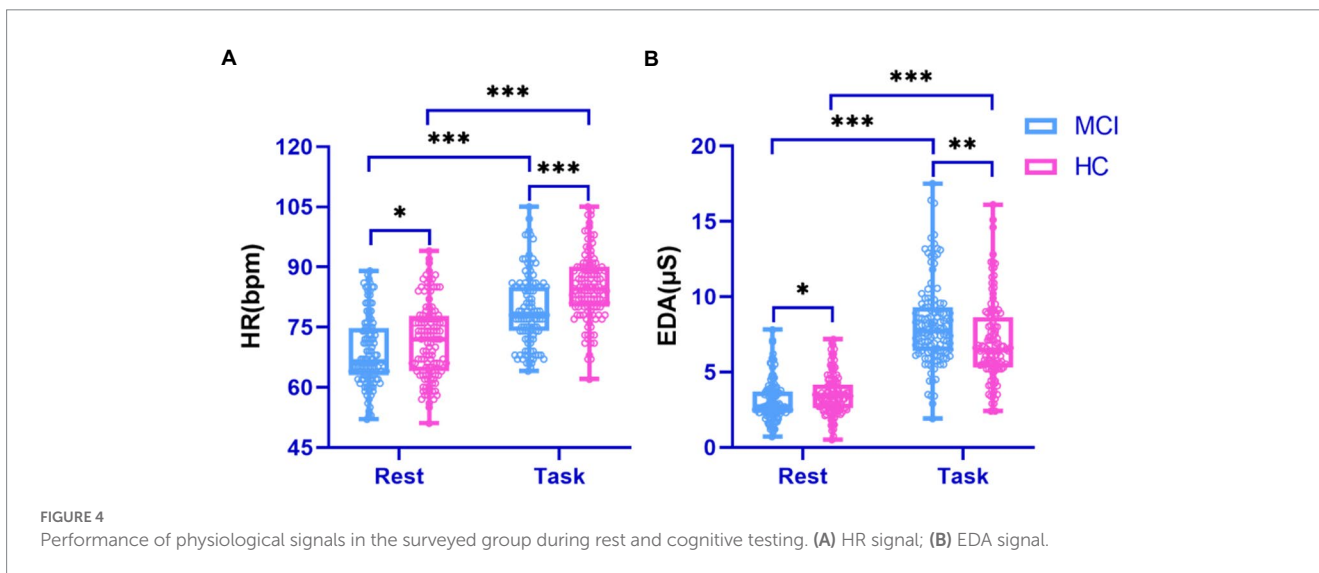 A
HR(bpm)
120
105
90
75
60
45
Rest
Task
*
***
***
***
B
EDA(μS)
20
15
10
5
0
Rest
Task
*
***
***
**
MCI
HC
FIGURE 4
Performance of physiological signals in the surveyed group during rest and cognitive testing. (A) HR signal; (B) EDA signal.